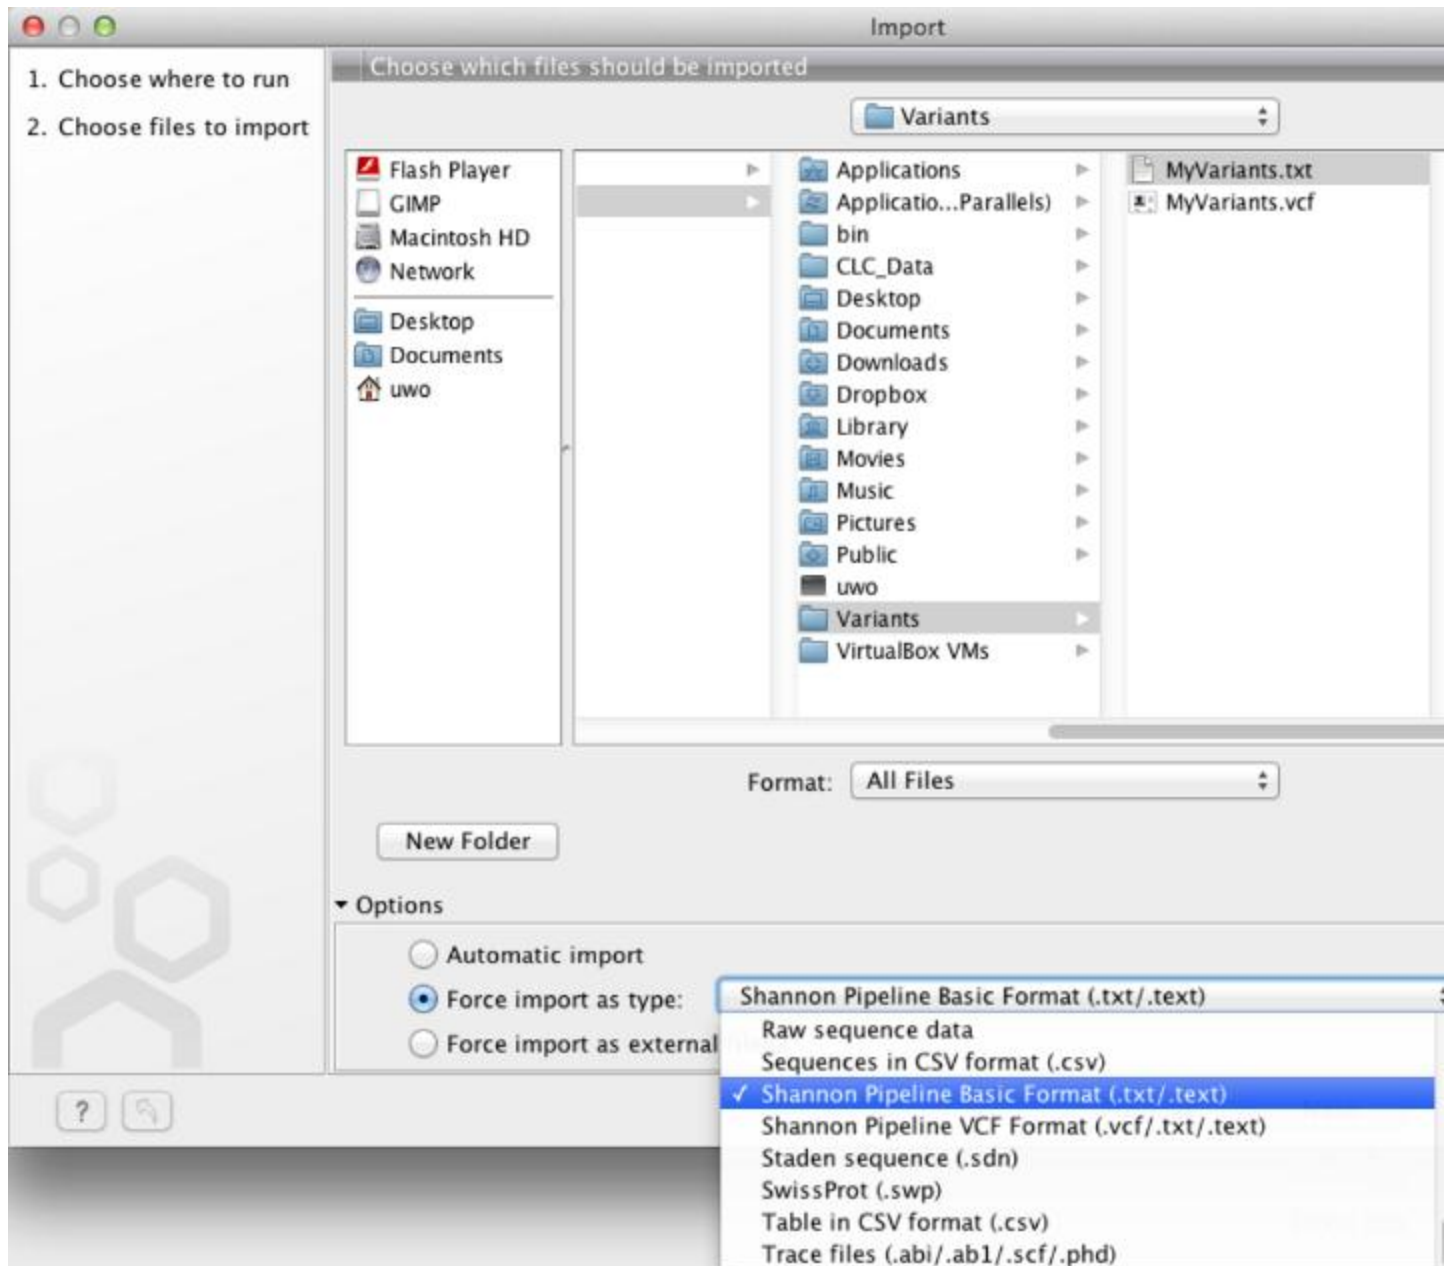 Import
1. Choose where to run
2. Choose files to import
Choose which files should be imported
Variants
Flash Player
GIMP
Macintosh HD
Network
Desktop
Documents
uwo
Applications
Applicatio...Parallels)
bin
CLC_Data
Desktop
Documents
Downloads
Dropbox
Library
Movies
Music
Pictures
Public
uwo
Variants
VirtualBox VMs
MyVariants.txt
MyVariants.vcf
Format: All Files
New Folder
Options
Automatic import
Force import as type: Shannon Pipeline Basic Format (.txt/.text)
Force import as external
Raw sequence data
Sequences in CSV format (.csv)
✓ Shannon Pipeline Basic Format (.txt/.text)
Shannon Pipeline VCF Format (.vcf/.txt/.text)
Staden sequence (.sdn)
SwissProt (.swp)
Table in CSV format (.csv)
Trace files (.abi/.ab1/.scf/.phd)
?